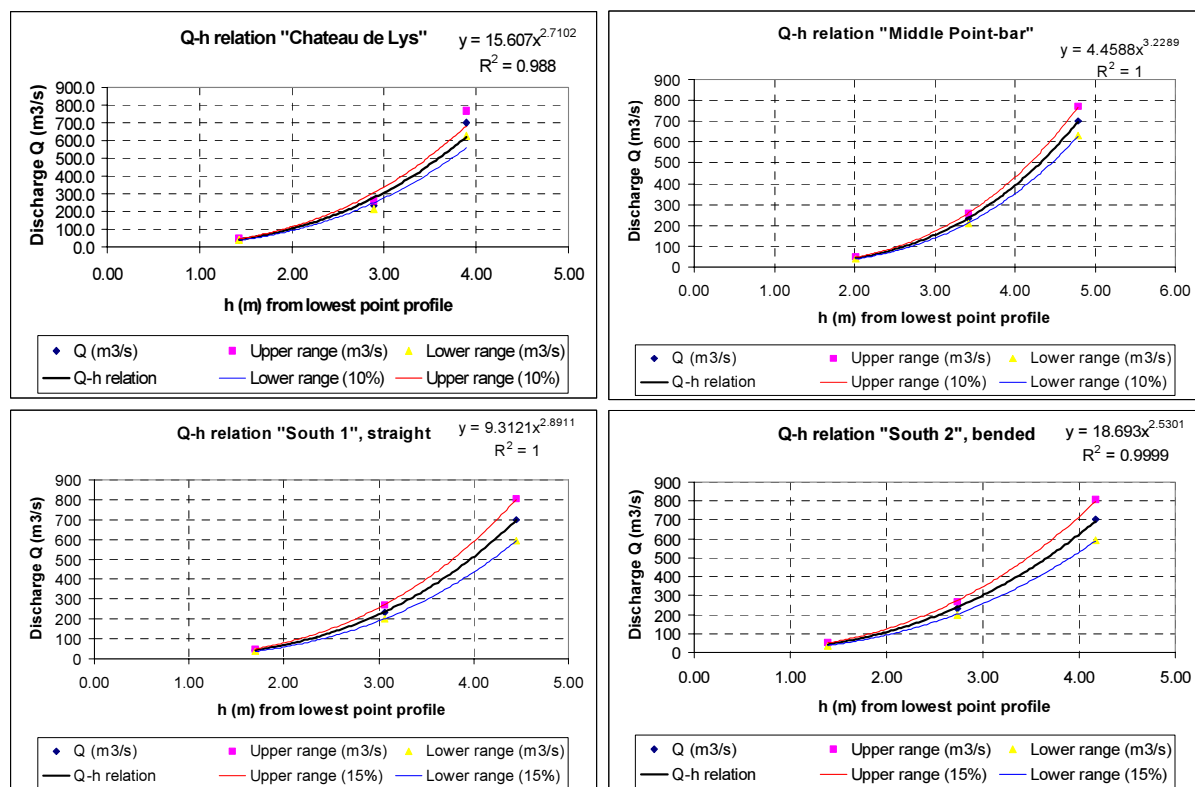 Q-h relation "Chateau de Lys"
y = 15.607x^2.7102
R^2 = 0.988
Discharge Q (m3/s)
900.0
800.0
700.0
600.0
500.0
400.0
300.0
200.0
100.0
0.0
0.00 1.00 2.00 3.00 4.00 5.00
h (m) from lowest point profile
Q (m3/s) Upper range (m3/s) Lower range (m3/s)
Q-h relation Lower range (10%) Upper range (10%)
Q-h relation "Middle Point-bar"
y = 4.4588x^3.2289
R^2 = 1
Discharge Q (m3/s)
900
800
700
600
500
400
300
200
100
0
0.00 1.00 2.00 3.00 4.00 5.00 6.00
h (m) from lowest point profile
Q (m3/s) Upper range (m3/s) Lower range (m3/s)
Q-h relation Upper range (10%) Lower range (10%)
Q-h relation "South 1", straight
y = 9.3121x^2.8911
R^2 = 1
Discharge Q (m3/s)
900
800
700
600
500
400
300
200
100
0
0.00 1.00 2.00 3.00 4.00 5.00
h (m) from lowest point profile
Q (m3/s) Upper range (m3/s) Lower range (m3/s)
Q-h relation Upper range (15%) Lower range (15%)
Q-h relation "South 2", bended
y = 18.693x^2.5301
R^2 = 0.9999
Discharge Q (m3/s)
900
800
700
600
500
400
300
200
100
0
0.00 1.00 2.00 3.00 4.00 5.00
h (m) from lowest point profile
Q (m3/s) Upper range (m3/s) Lower range (m3/s)
Q-h relation Upper range (15%) Lower range (15%)